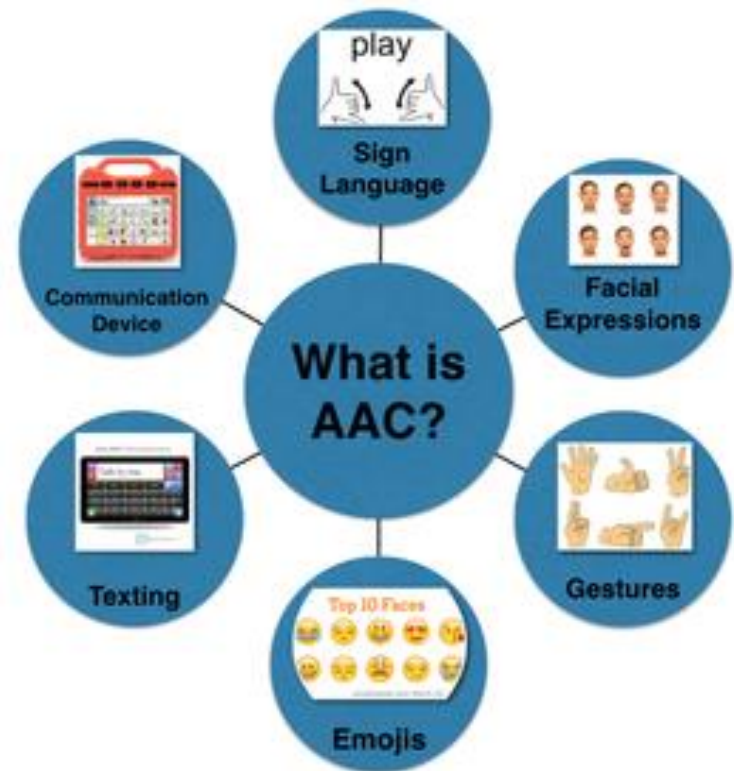 play
Sign
Language
Facial
Expressions
Gestures
Top 10 Faces
Emojis
Texting
Communication
Device
What is
AAC?